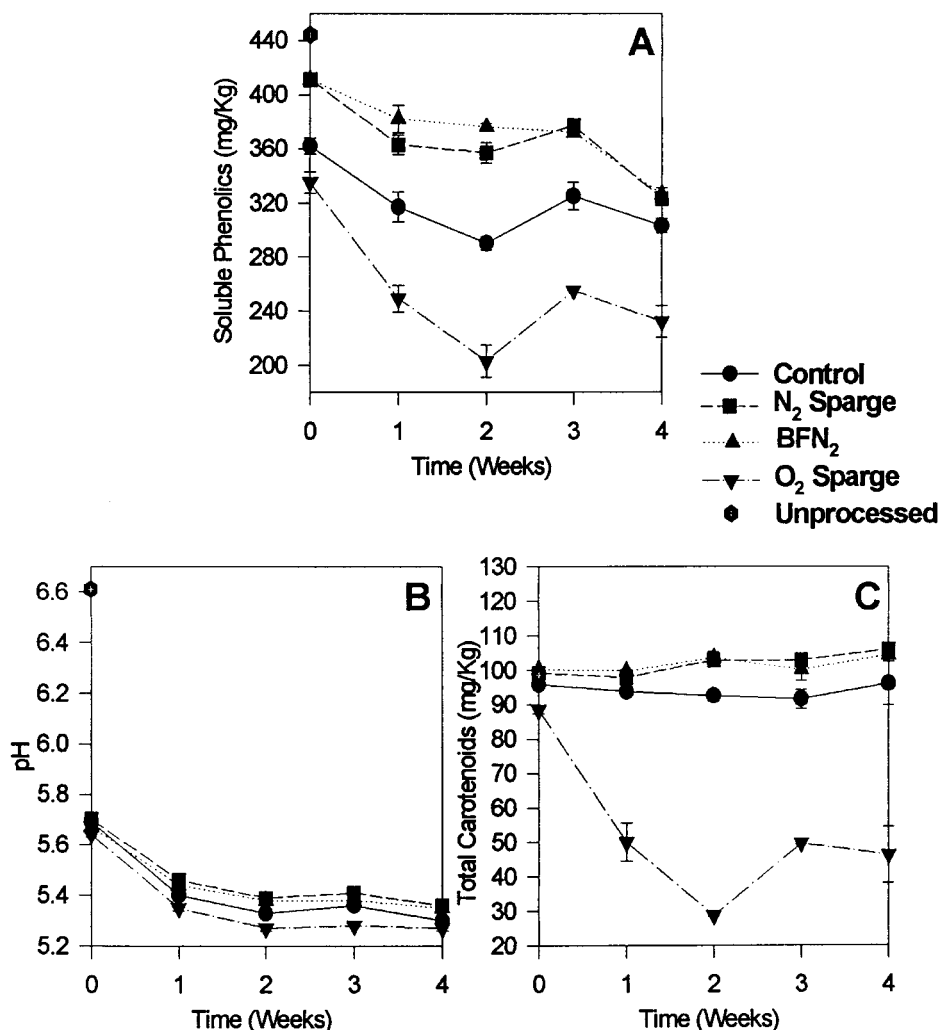 A
Soluble Phenolics (mg/Kg)
440
400
360
320
280
240
200
0 1 2 3 4
Time (Weeks)
Control
N₂ Sparge
BFN₂
O₂ Sparge
Unprocessed
B
pH
6.6
6.4
6.2
6.0
5.8
5.6
5.4
5.2
0 1 2 3 4
Time (Weeks)
C
Total Carotenoids (mg/Kg)
130
120
110
100
90
80
70
60
50
40
30
20
0 1 2 3 4
Time (Weeks)